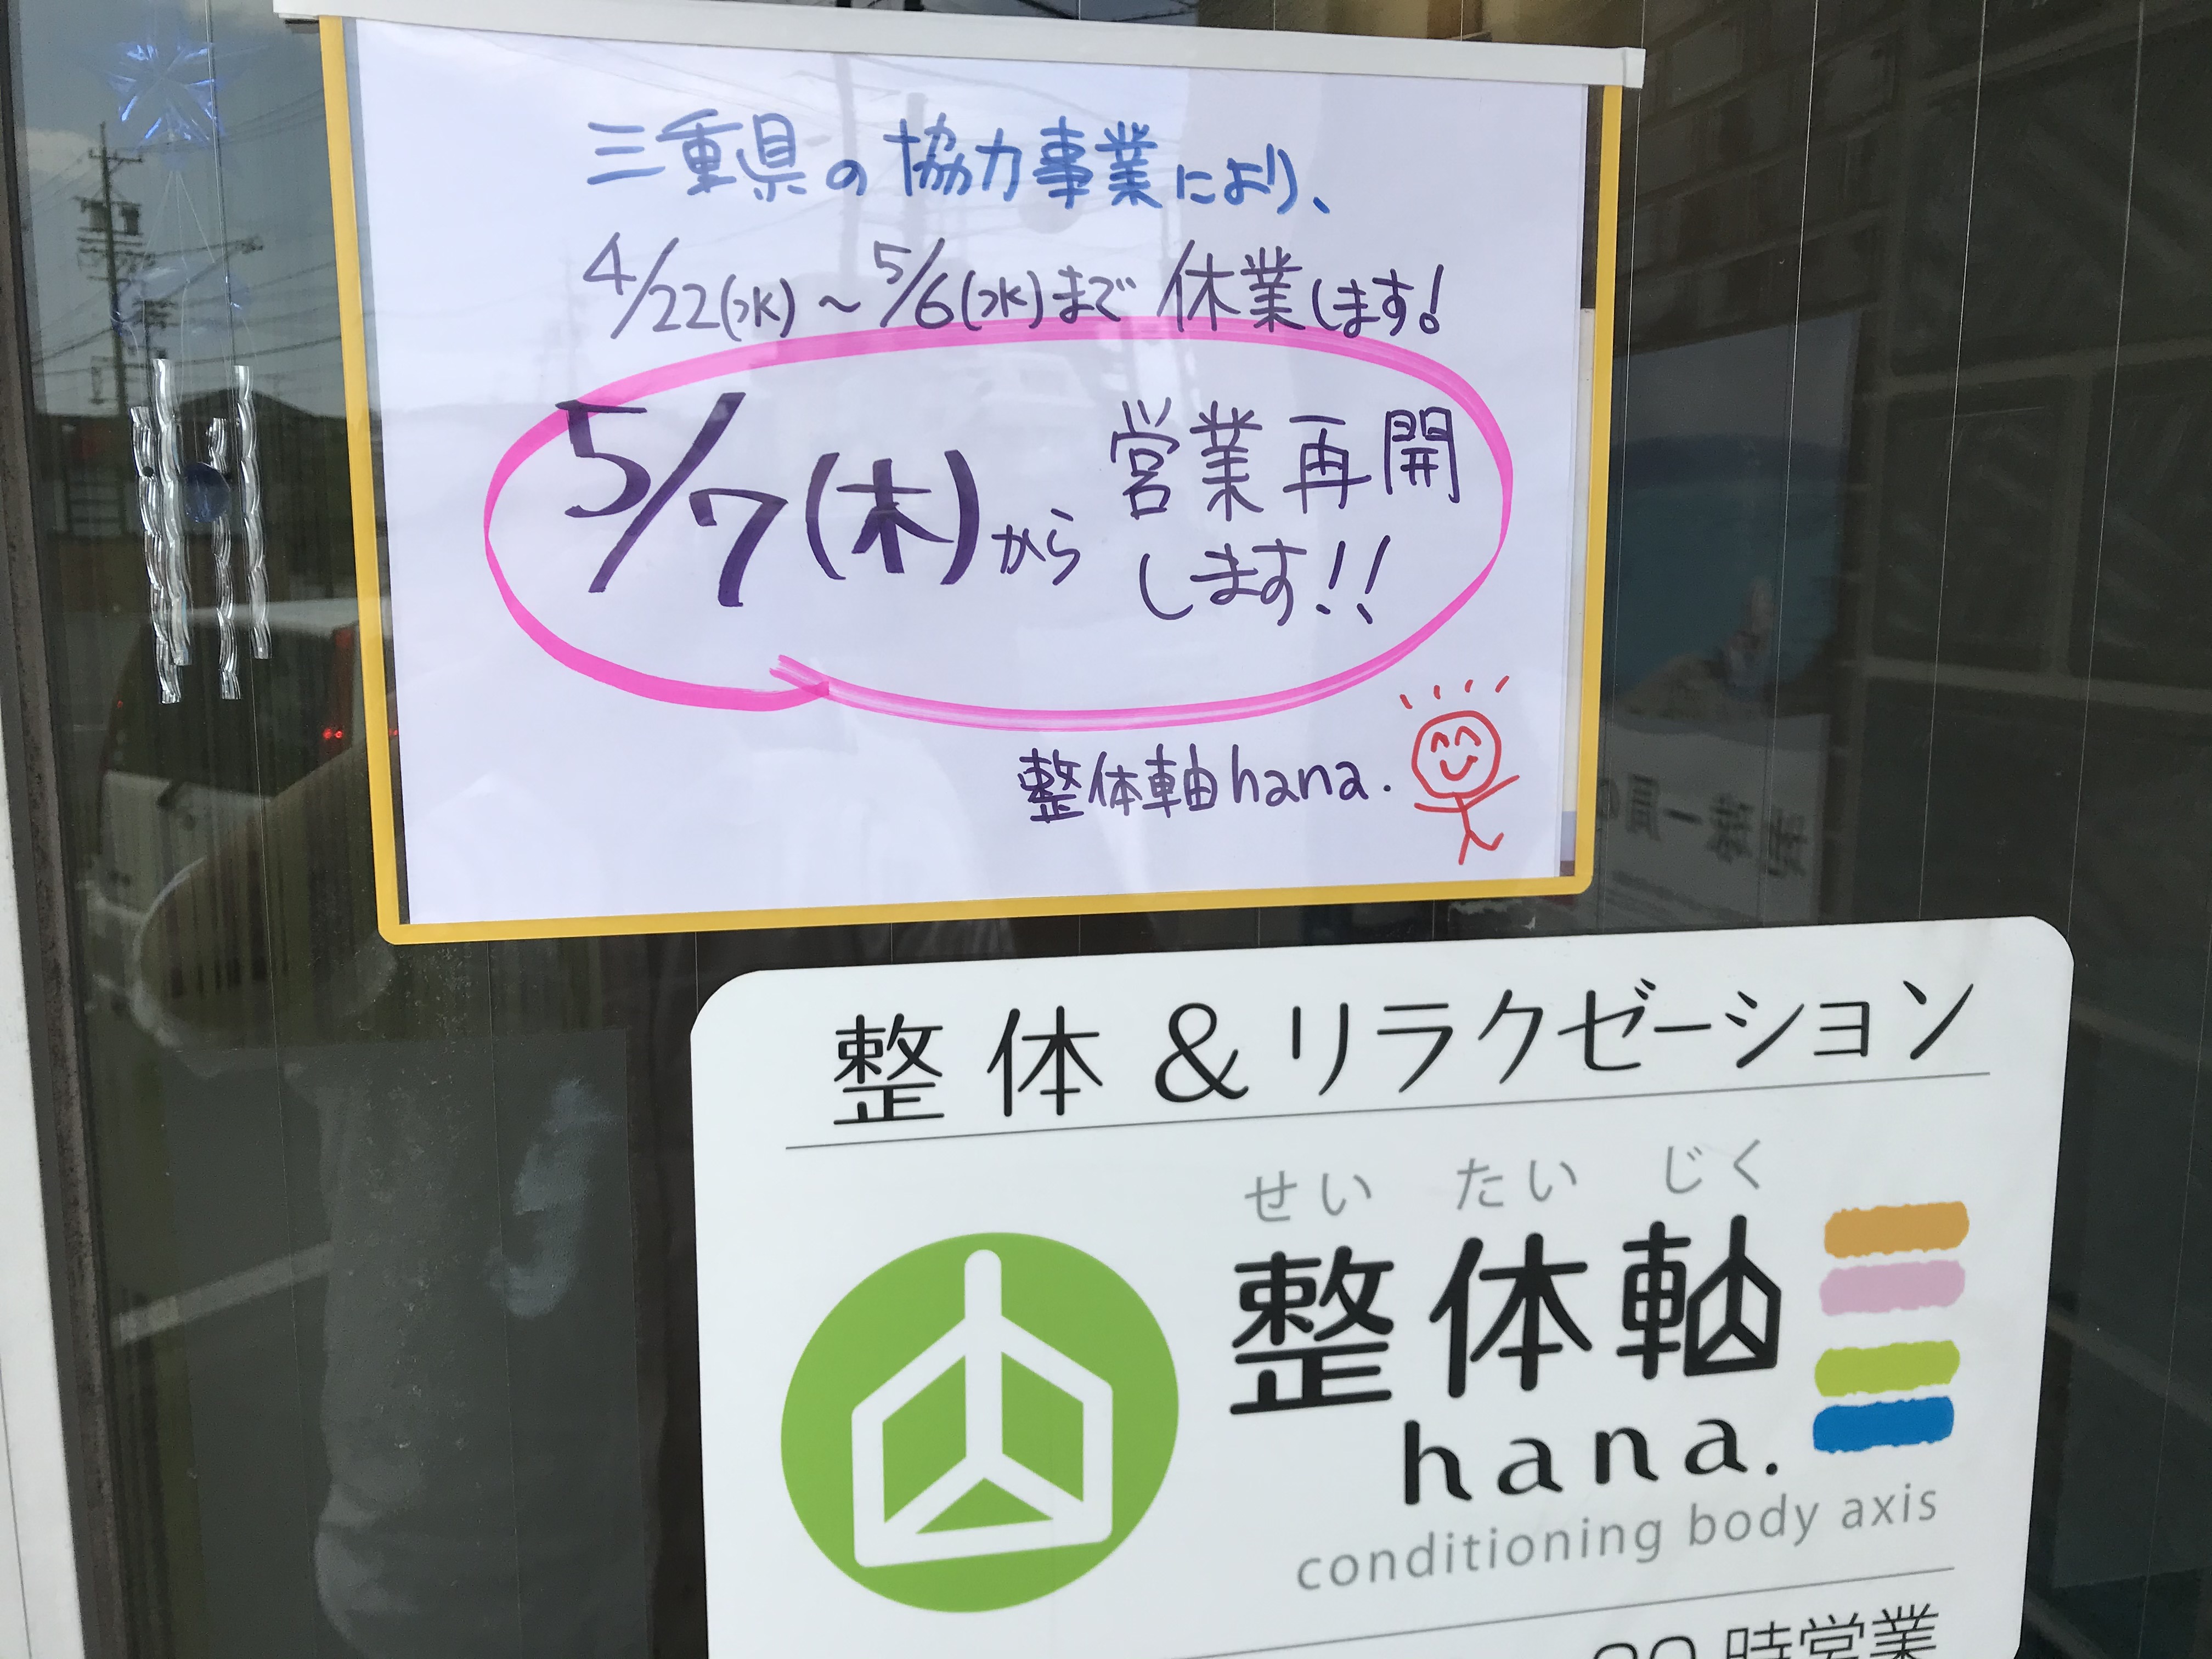 三重県の協力事業により、
4/22(水)～5/6(水)まで休業します!
5/7(木)から 営業再開
します!!
整体軸hana.
整体&リラクゼーション
せい たい じく
整体軸
hana.
conditioning body axis
時営業